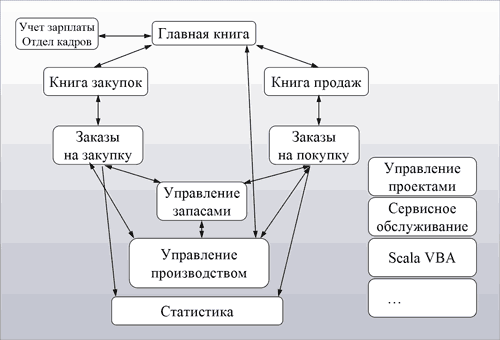 Учет зарплаты
Отдел кадров
Главная книга
Книга закупок
Книга продаж
Заказы
на закупку
Заказы
на покупку
Управление
запасами
Управление
производством
Статистика
Управление
проектами
Сервисное
обслуживание
Scala VBA
…